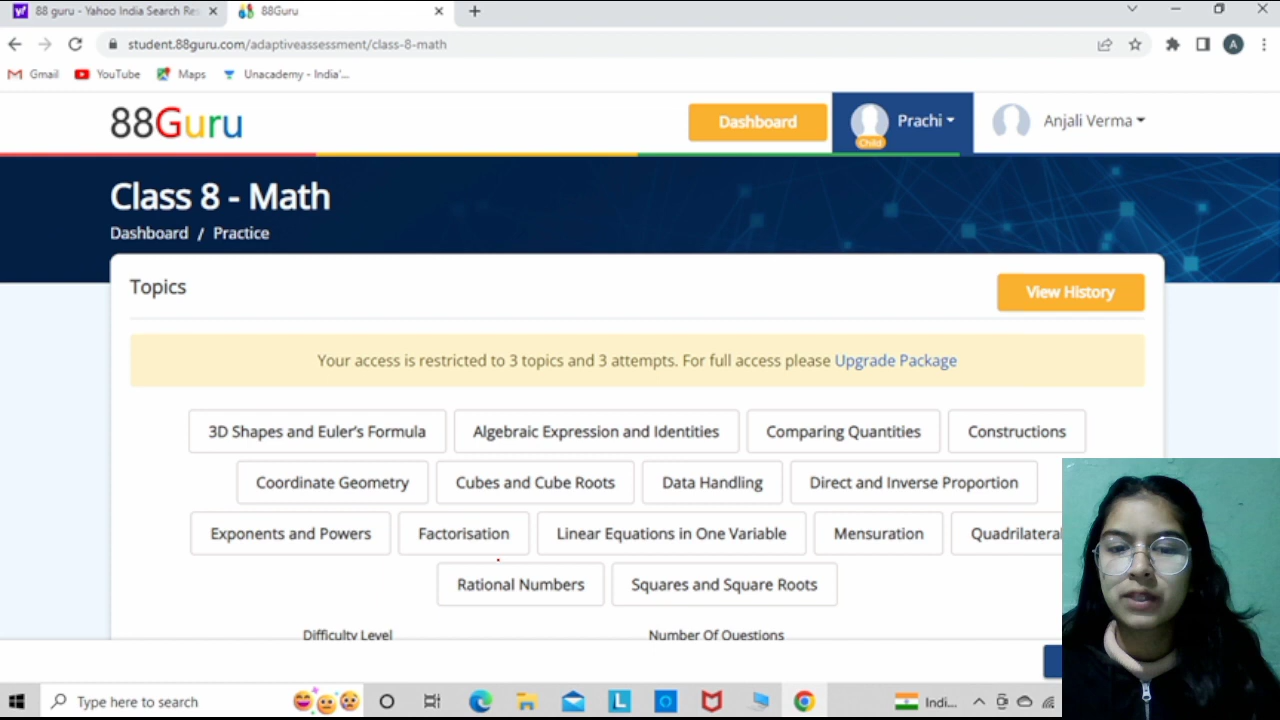 88 guru - Yahoo India Search Res
88Guru
student.88guru.com/adaptiveassessment/class-8-math
A
Gmail
YouTube
Maps
Unacademy - India'...
88Guru
Dashboard
Child
Prachi
Anjali Verma
Class 8 - Math
Dashboard / Practice
Topics
View History
Your access is restricted to 3 topics and 3 attempts. For full access please Upgrade Package
3D Shapes and Euler's Formula
Algebraic Expression and Identities
Comparing Quantities
Constructions
Coordinate Geometry
Cubes and Cube Roots
Data Handling
Direct and Inverse Proportion
Exponents and Powers
Factorisation
Linear Equations in One Variable
Mensuration
Quadrilateral
Rational Numbers
Squares and Square Roots
Difficulty Level
Number Of Questions
Type here to search
L
Indi...